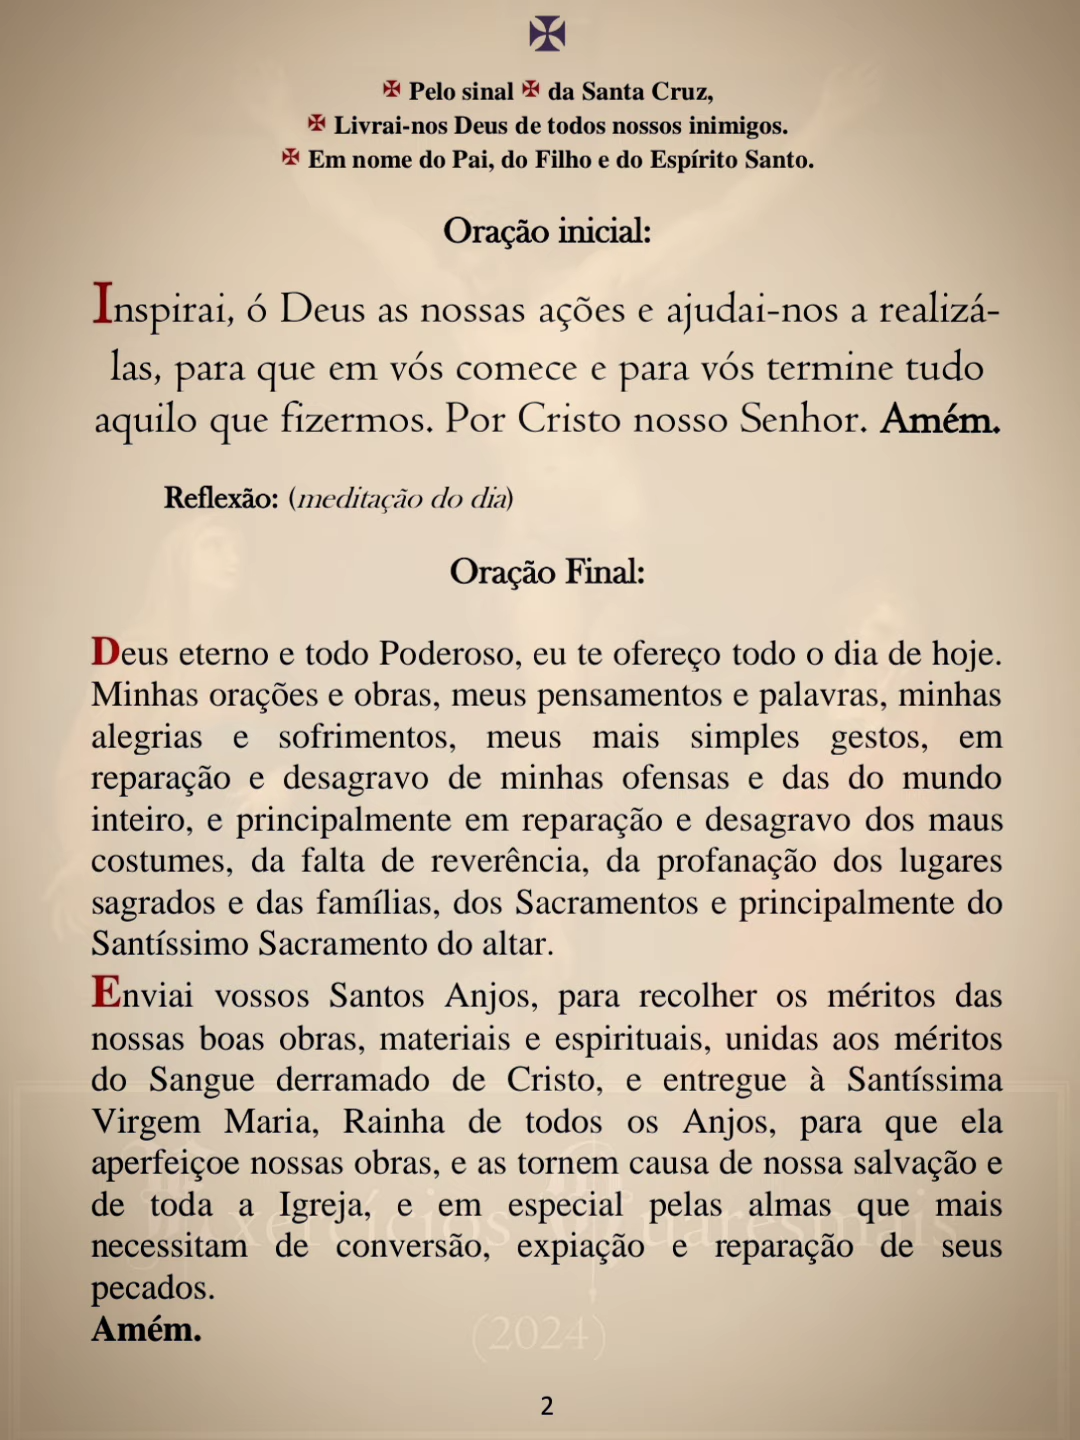 ✠
✠ Pelo sinal ✠ da Santa Cruz,
✠ Livrai-nos Deus de todos nossos inimigos.
✠ Em nome do Pai, do Filho e do Espírito Santo.
Oração inicial:
Inspirai, ó Deus as nossas ações e ajudai-nos a realizá-
las, para que em vós comece e para vós termine tudo
aquilo que fizermos. Por Cristo nosso Senhor. Amém.
Reflexão: (meditação do dia)
Oração Final:
Deus eterno e todo Poderoso, eu te ofereço todo o dia de hoje.
Minhas orações e obras, meus pensamentos e palavras, minhas
alegrias e sofrimentos, meus mais simples gestos, em
reparação e desagravo de minhas ofensas e das do mundo
inteiro, e principalmente em reparação e desagravo dos maus
costumes, da falta de reverência, da profanação dos lugares
sagrados e das famílias, dos Sacramentos e principalmente do
Santíssimo Sacramento do altar.
Enviai vossos Santos Anjos, para recolher os méritos das
nossas boas obras, materiais e espirituais, unidas aos méritos
do Sangue derramado de Cristo, e entregue à Santíssima
Virgem Maria, Rainha de todos os Anjos, para que ela
aperfeiçoe nossas obras, e as tornem causa de nossa salvação e
de toda a Igreja, e em especial pelas almas que mais
necessitam de conversão, expiação e reparação de seus
pecados.
Amém.
Exercícios Quaresmais
(2024)
2